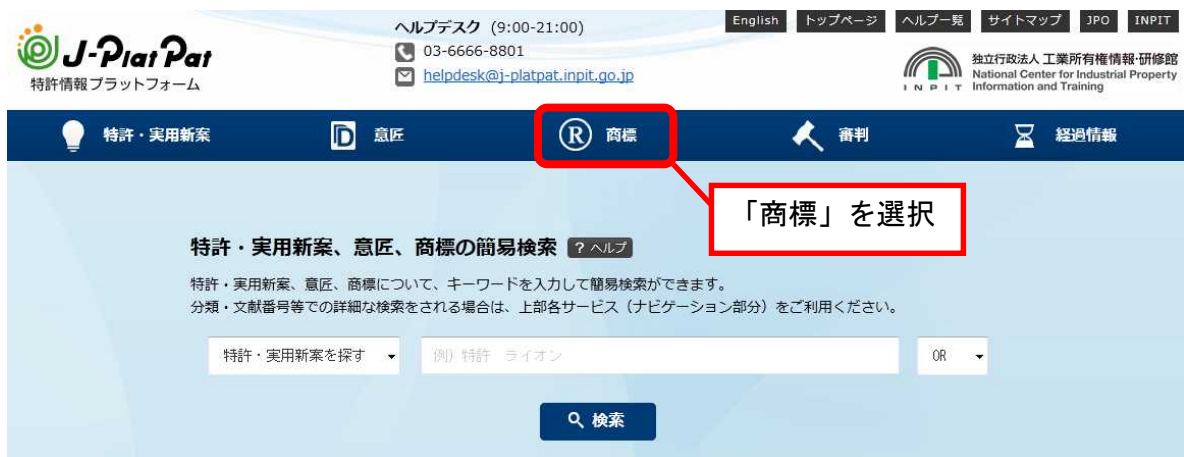 J-PlatPat
特許情報プラットフォーム
ヘルプデスク (9:00-21:00)
03-6666-8801
helpdesk@j-platpat.inpit.go.jp
English トップページ ヘルプ一覧 サイトマップ JPO INPIT
INPIT
独立行政法人 工業所有権情報・研修館
National Center for Industrial Property
Information and Training
特許・実用新案 D 意匠 R 商標 審判 経過情報
「商標」を選択
特許・実用新案、意匠、商標の簡易検索 ? ヘルプ
特許・実用新案、意匠、商標について、キーワードを入力して簡易検索ができます。
分類・文献番号等での詳細な検索をされる場合は、上部各サービス（ナビゲーション部分）をご利用ください。
特許・実用新案を探す 例) 特許 ライオン OR
検索